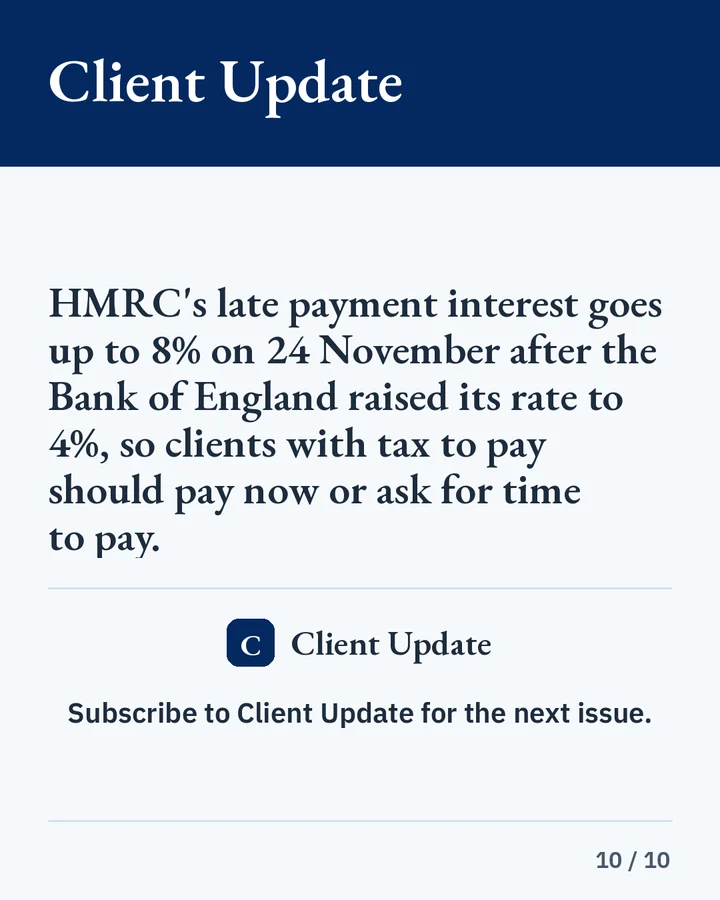 Client Update
HMRC's late payment interest goes
up to 8% on 24 November after the
Bank of England raised its rate to
4%, so clients with tax to pay
should pay now or ask for time
to pay.
C Client Update
Subscribe to Client Update for the next issue.
10 / 10